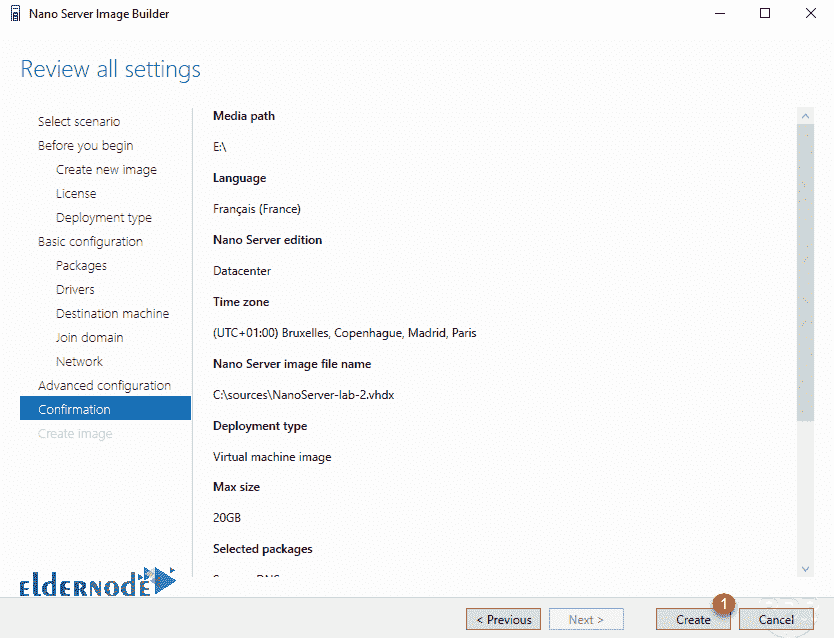 Nano Server Image Builder
Review all settings
Select scenario
Before you begin
Create new image
License
Deployment type
Basic configuration
Packages
Drivers
Destination machine
Join domain
Network
Advanced configuration
Confirmation
Create image
Media path
E:\
Language
Français (France)
Nano Server edition
Datacenter
Time zone
(UTC+01:00) Bruxelles, Copenhague, Madrid, Paris
Nano Server image file name
C:\sources\NanoServer-lab-2.vhdx
Deployment type
Virtual machine image
Max size
20GB
Selected packages
eldernode
< Previous
Next >
1
Create
Cancel